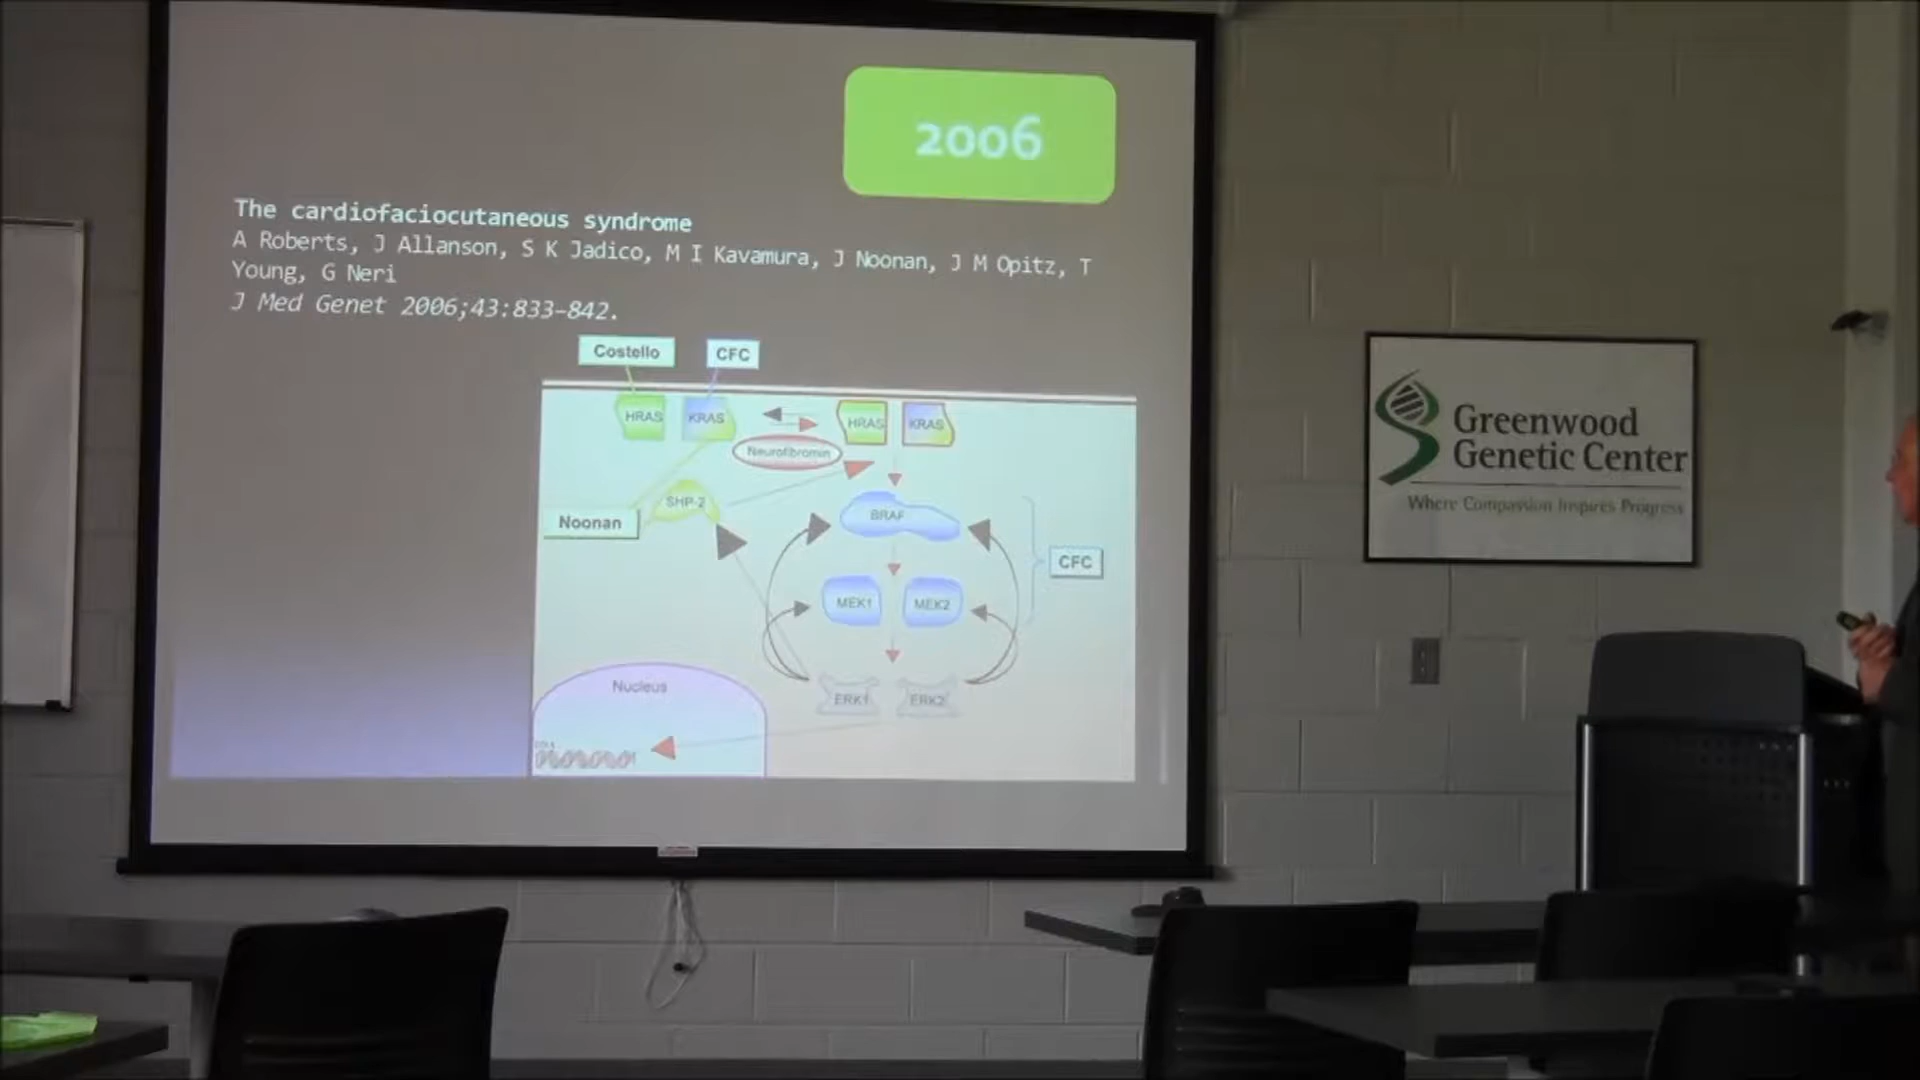 2006
The cardiofaciocutaneous syndrome
A Roberts, J Allanson, S K Jadico, M I Kavamura, J Noonan, J M Opitz, T
Young, G Neri
J Med Genet 2006;43:833-842.
Costello
CFC
HRAS
KRAS
HRAS
KRAS
Neurofibromin
SHP-2
Noonan
BRAF
CFC
MEK1
MEK2
ERK1
ERK2
Nucleus
Greenwood
Genetic Center
Where Compassion Inspires Progress